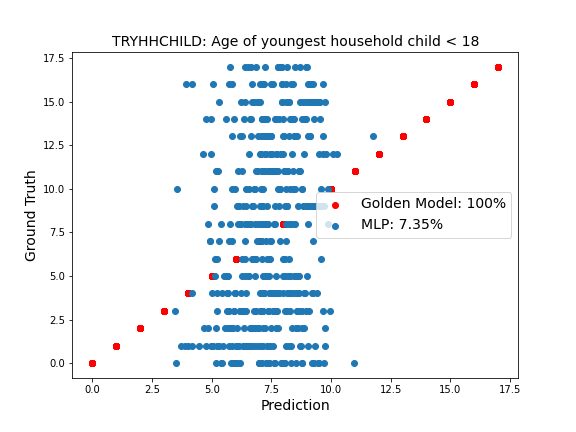 TRYHHCHILD: Age of youngest household child < 18
17.5
15.0
12.5
10.0
7.5
5.0
2.5
0.0
Ground Truth
Golden Model: 100%
MLP: 7.35%
0.0 2.5 5.0 7.5 10.0 12.5 15.0 17.5
Prediction